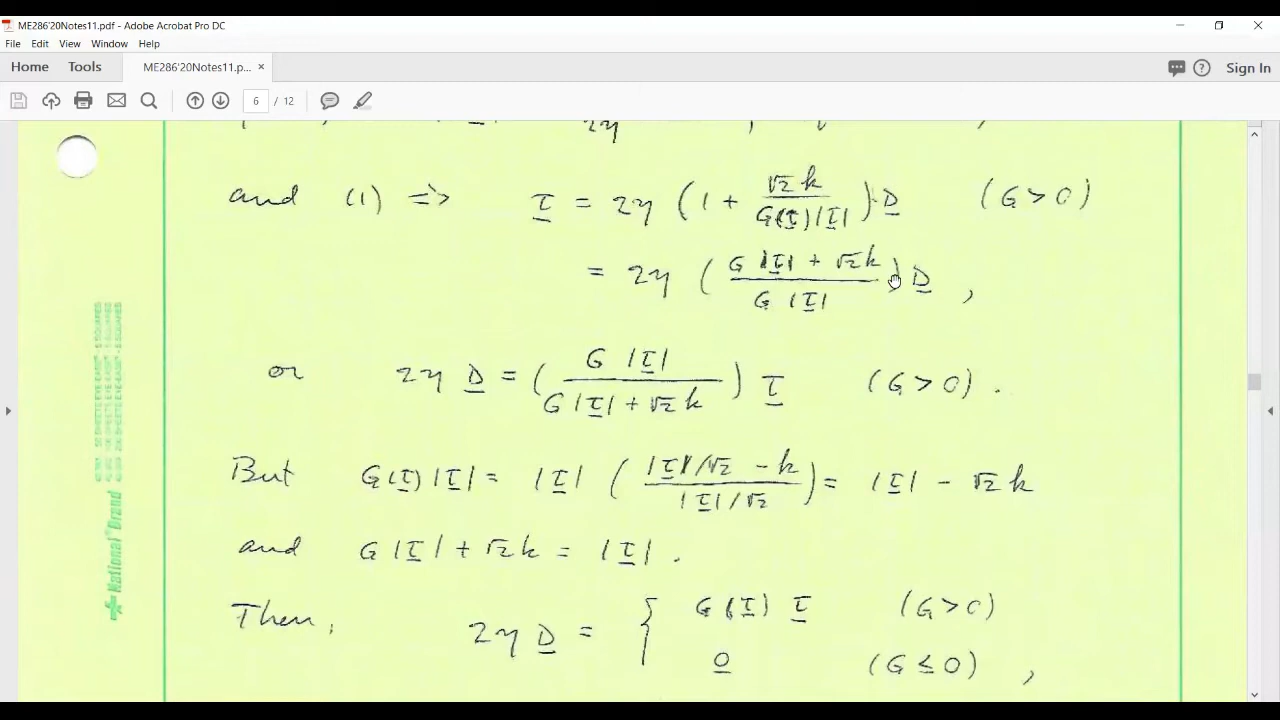 ME286'20Notes11.pdf - Adobe Acrobat Pro DC
File Edit View Window Help
Home Tools ME286'20Notes11.p... × Sign In
6 / 12
2η
and (1) ⇒ τ = 2η (1 + √2 k / G(τ)|τ|) D (G > 0)
= 2η (G |τ| + √2 k / G |τ|) D ,
or 2η D = (G |τ| / G |τ| + √2 k) τ (G > 0) .
But G(τ)|τ| = |τ| (|τ|/√2 - k / |τ|/√2) = |τ| - √2 k
and G |τ| + √2 k = |τ| .
Then, 2η D = { G(τ) τ (G > 0)
0 (G ≤ 0) ,
National Brand